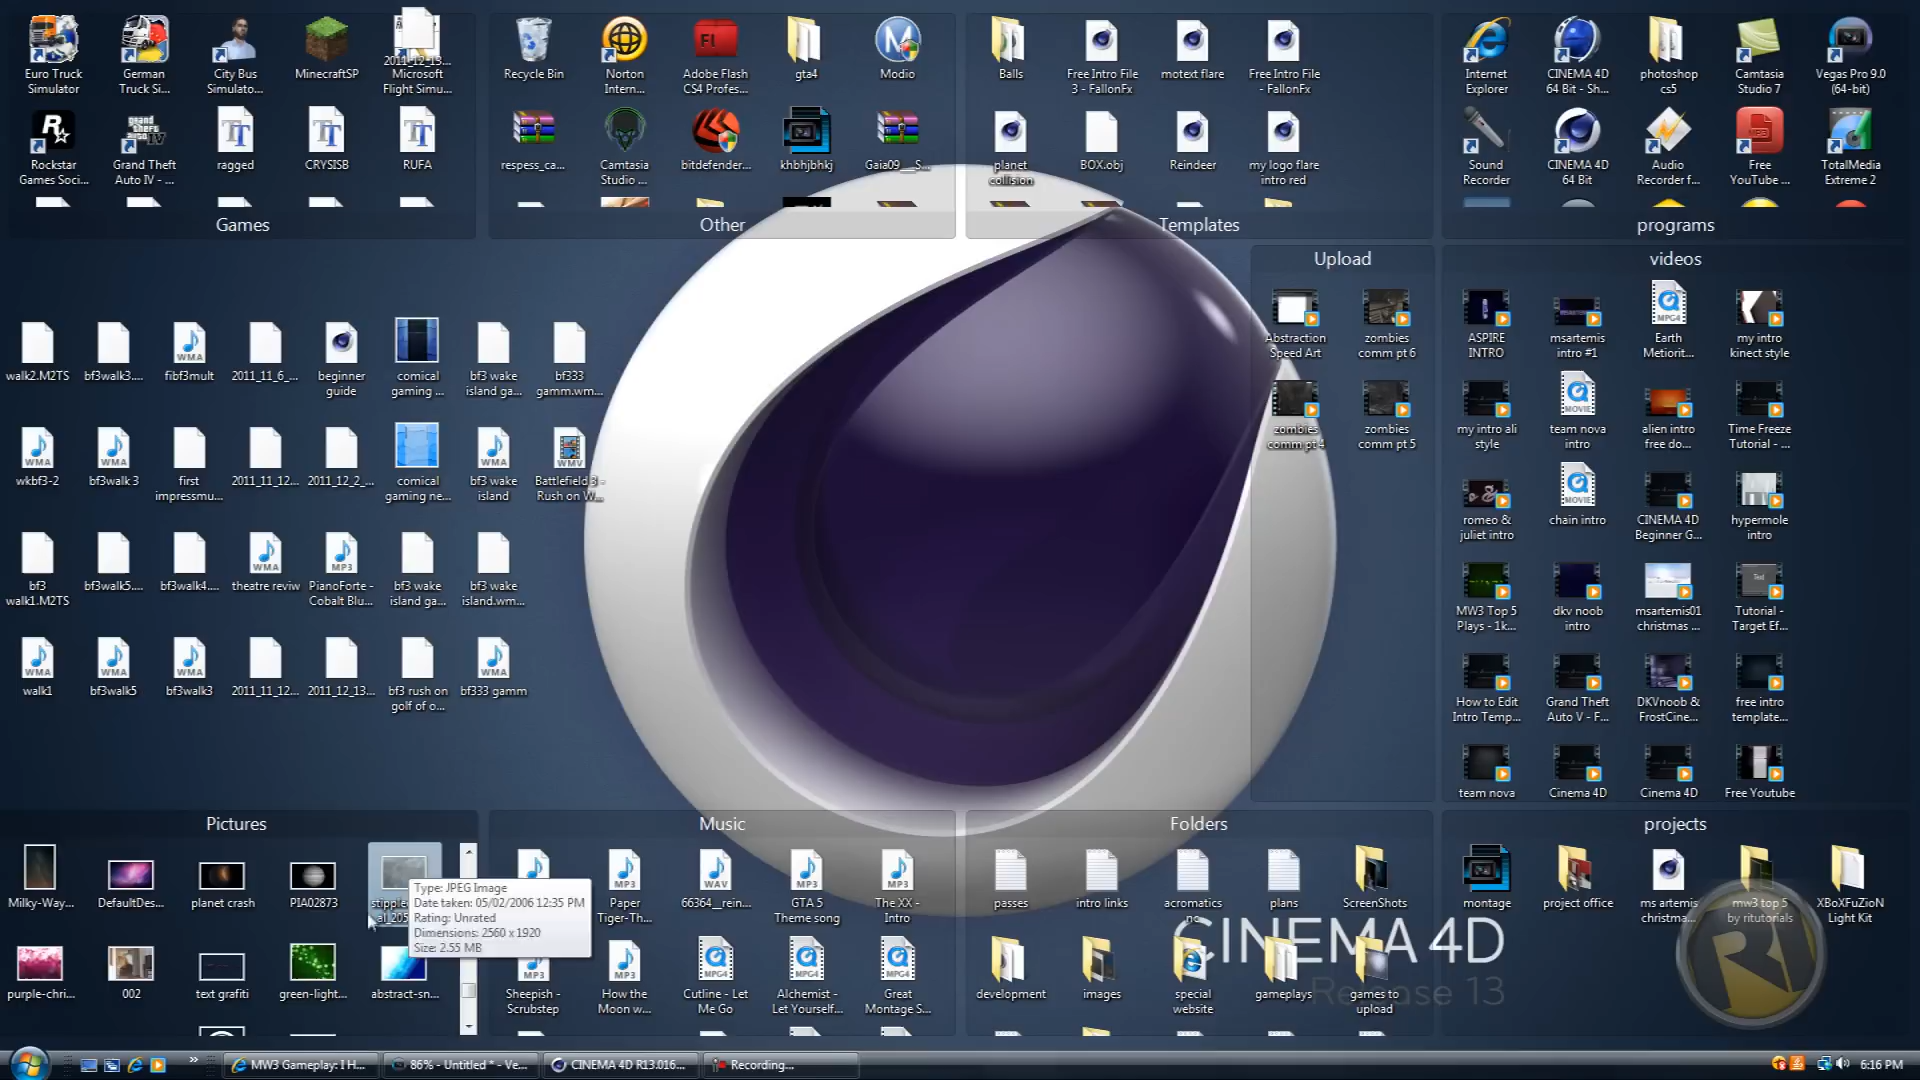 Euro Truck
Simulator
German
Truck Si...
City Bus
Simulato...
MinecraftSP
2011_12_13...
Microsoft
Flight Simu...
Rockstar
Games Soci...
Grand Theft
Auto IV - ...
ragged
CRYSISB
RUFA
Games
Recycle Bin
Norton
Intern...
Adobe Flash
CS4 Profes...
gta4
Modio
respess_ca...
Camtasia
Studio ...
bitdefender...
khbhjbhkj
Gaia09__S...
Other
Balls
Free Intro File
3 - FallonFx
motext flare
Free Intro File
- FallonFx
planet
collision
BOX.obj
Reindeer
my logo flare
intro red
Templates
Internet
Explorer
CINEMA 4D
64 Bit - Sh...
photoshop
cs5
Camtasia
Studio 7
Vegas Pro 9.0
(64-bit)
Sound
Recorder
CINEMA 4D
64 Bit
Audio
Recorder f...
Free
YouTube ...
TotalMedia
Extreme 2
programs
walk2.M2TS
bf3walk3....
fibf3mult
2011_11_6_...
beginner
guide
comical
gaming ...
bf3 wake
island ga...
bf333
gamm.wm...
wkbf3-2
bf3walk 3
first
impressmu...
2011_11_12...
2011_12_2_...
comical
gaming ne...
bf3 wake
island
Battlefield 3 -
Rush on W...
bf3
walk1.M2TS
bf3walk5....
bf3walk4....
theatre reviw
PianoForte -
Cobalt Blu...
bf3 wake
island ga...
bf3 wake
island.wm...
walk1
bf3walk5
bf3walk3
2011_11_12...
2011_12_13...
bf3 rush on
golf of o...
bf333 gamm
Upload
Abstraction
Speed Art
zombies
comm pt 6
zombies
comm pt 4
zombies
comm pt 5
videos
ASPIRE
INTRO
msartemis
intro #1
Earth
Metiorit...
my intro
kinect style
my intro ali
style
team nova
intro
alien intro
free do...
Time Freeze
Tutorial - ...
romeo &
juliet intro
chain intro
CINEMA 4D
Beginner G...
hypermole
intro
MW3 Top 5
Plays - 1k...
dkv noob
intro
msartemis01
christmas ...
Tutorial -
Target Ef...
How to Edit
Intro Temp...
Grand Theft
Auto V - F...
DKVnoob &
FrostCine...
free intro
template...
team nova
Cinema 4D
Cinema 4D
Free Youtube
Pictures
Milky-Way...
DefaultDes...
planet crash
PIA02873
Type: JPEG Image
Date taken: 05/02/2006 12:35 PM
Rating: Unrated
Dimensions: 2560 x 1920
Size: 2.55 MB
purple-chri...
002
text grafiti
green-light...
abstract-sn...
Music
Paper
Tiger-Th...
66364__rein...
GTA 5
Theme song
The XX -
Intro
Sheepish -
Scrubstep
How the
Moon w...
Cutline - Let
Me Go
Alchemist -
Let Yourself...
Great
Montage S...
Folders
passes
intro links
acromatics
no
plans
ScreenShots
development
images
special
website
gameplays
games to
upload
projects
montage
project office
ms artemis
christma...
mw3 top 5
by ritutorials
XBoXFuZioN
Light Kit
CINEMA 4D
Release 13
MW3 Gameplay: I H...
86% - Untitled * - Ve...
CINEMA 4D R13.016...
Recording...
6:16 PM